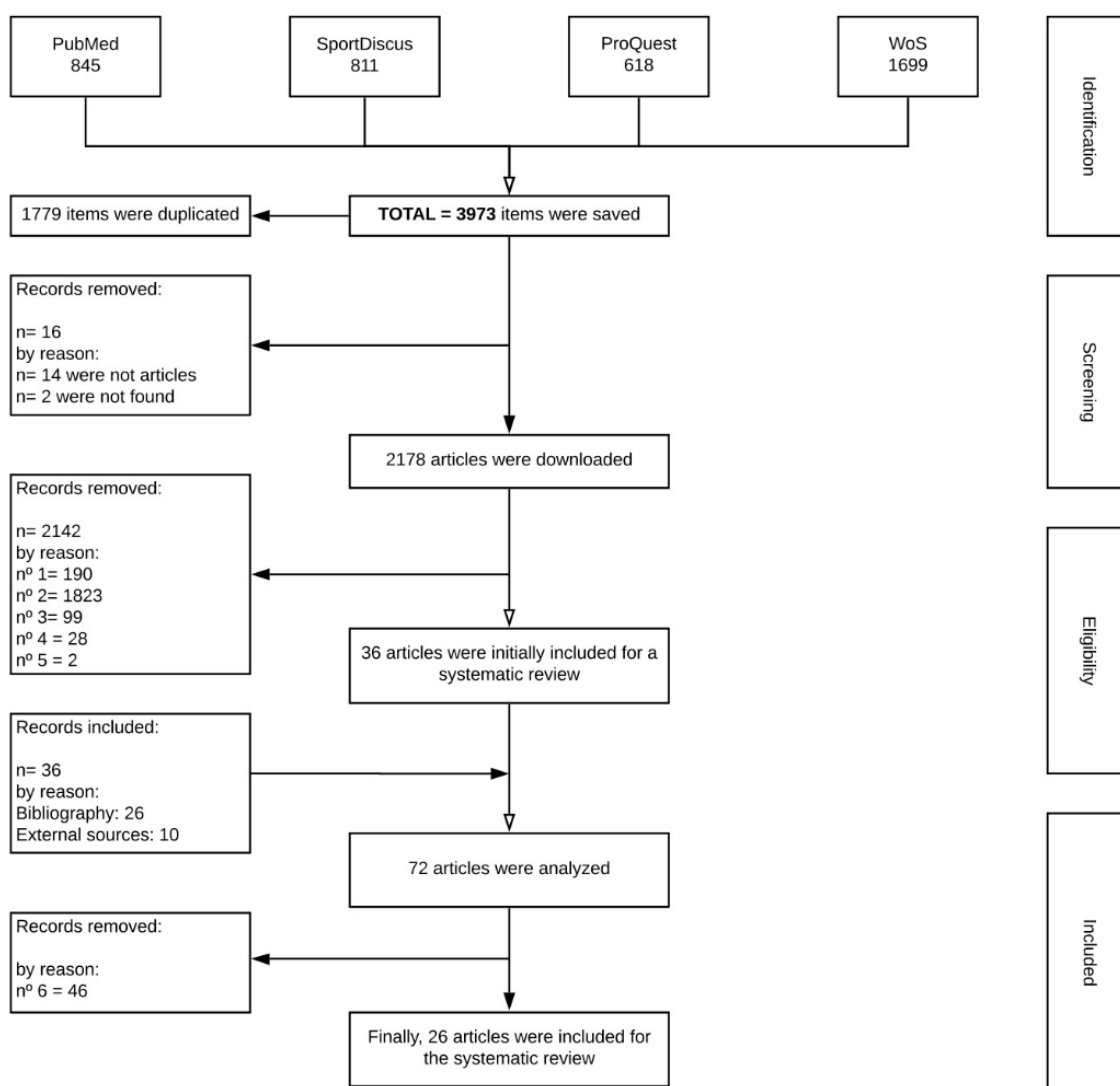 PubMed
845
SportDiscus
811
ProQuest
618
WoS
1699
Identification
1779 items were duplicated
TOTAL = 3973 items were saved
Records removed:
n= 16
by reason:
n= 14 were not articles
n= 2 were not found
Screening
2178 articles were downloaded
Records removed:
n= 2142
by reason:
nº 1= 190
nº 2= 1823
nº 3= 99
nº 4 = 28
nº 5 = 2
Eligibility
36 articles were initially included for a
systematic review
Records included:
n= 36
by reason:
Bibliography: 26
External sources: 10
72 articles were analyzed
Included
Records removed:
by reason:
nº 6 = 46
Finally, 26 articles were included for
the systematic review